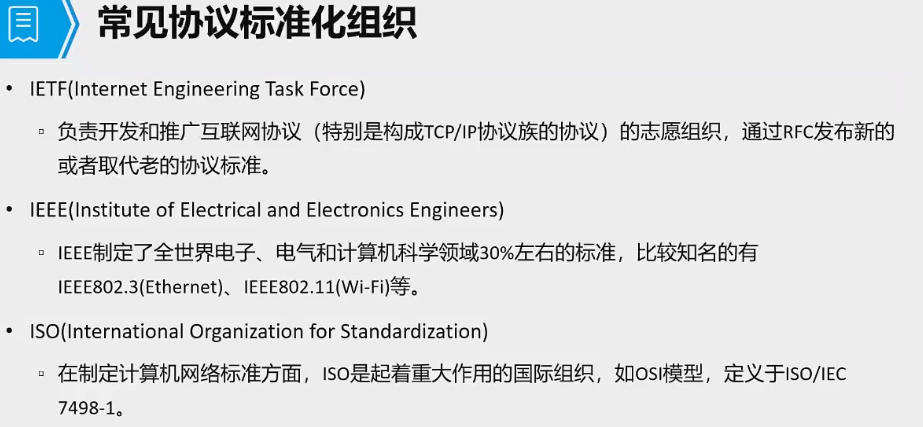 常见协议标准化组织
• IETF(Internet Engineering Task Force)
▫ 负责开发和推广互联网协议（特别是构成TCP/IP协议族的协议）的志愿组织，通过RFC发布新的
或者取代老的协议标准。
• IEEE(Institute of Electrical and Electronics Engineers)
▫ IEEE制定了全世界电子、电气和计算机科学领域30%左右的标准，比较知名的有
IEEE802.3(Ethernet)、IEEE802.11(Wi-Fi)等。
• ISO(International Organization for Standardization)
▫ 在制定计算机网络标准方面，ISO是起着重大作用的国际组织，如OSI模型，定义于ISO/IEC
7498-1。